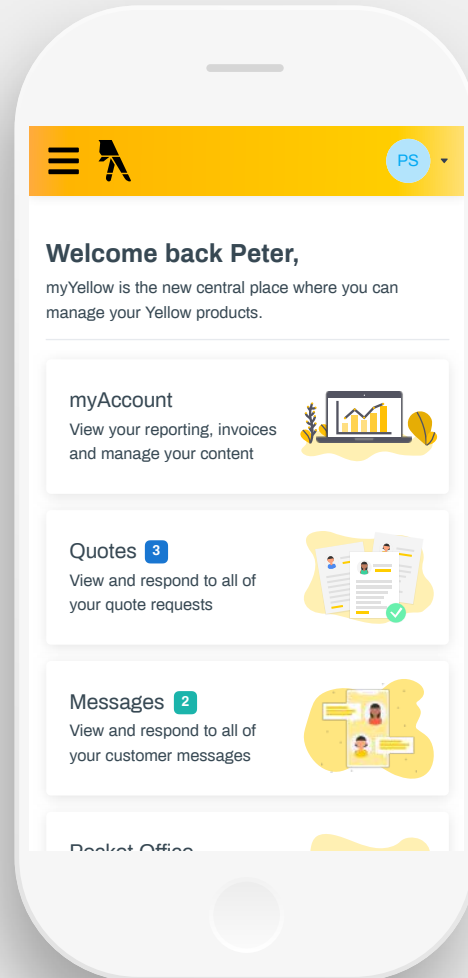 PS
Welcome back Peter,
myYellow is the new central place where you can
manage your Yellow products.
myAccount
View your reporting, invoices
and manage your content
Quotes 3
View and respond to all of
your quote requests
Messages 2
View and respond to all of
your customer messages
Pocket Office